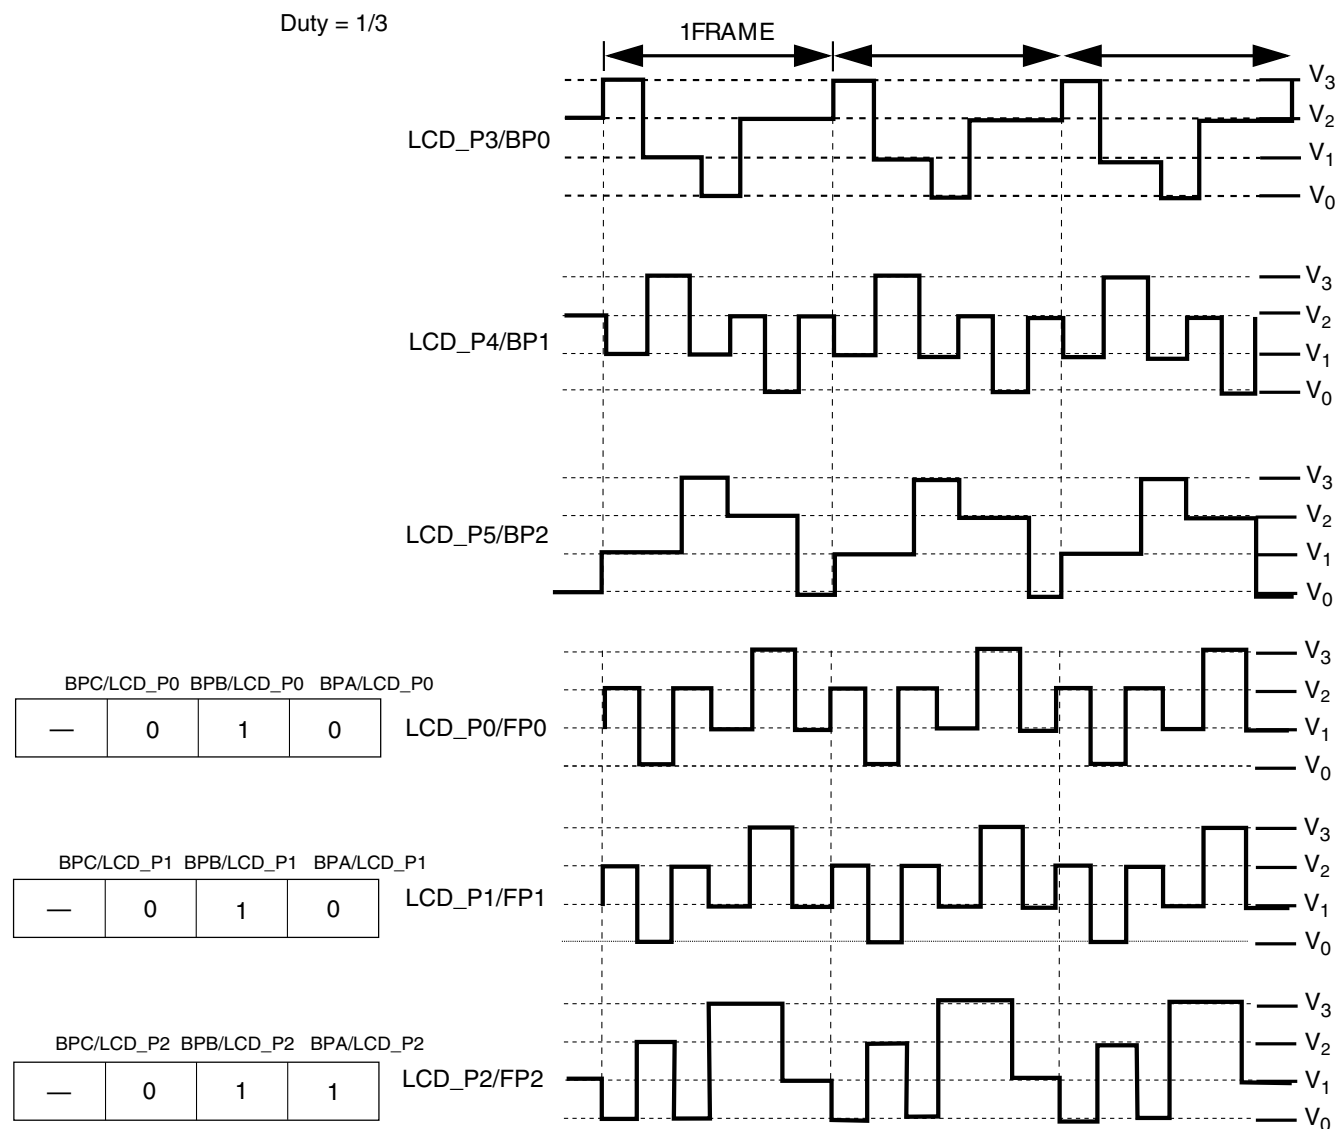 Duty = 1/3
1FRAME
LCD_P3/BP0
V3
V2
V1
V0
LCD_P4/BP1
V3
V2
V1
V0
LCD_P5/BP2
V3
V2
V1
V0
BPC/LCD_P0 BPB/LCD_P0 BPA/LCD_P0
— 0 1 0
LCD_P0/FP0
V3
V2
V1
V0
BPC/LCD_P1 BPB/LCD_P1 BPA/LCD_P1
— 0 1 0
LCD_P1/FP1
V3
V2
V1
V0
BPC/LCD_P2 BPB/LCD_P2 BPA/LCD_P2
— 0 1 1
LCD_P2/FP2
V3
V2
V1
V0